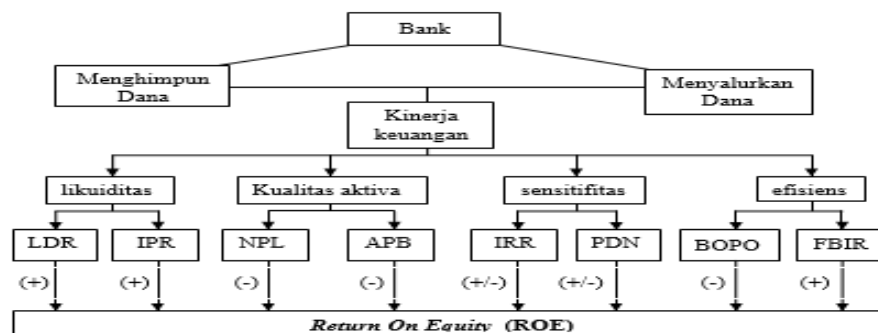 Bank
Menghimpun
Dana
Menyalurkan
Dana
Kinerja
keuangan
likuiditas
Kualitas aktiva
sensitifitas
efisiens
LDR
IPR
NPL
APB
IRR
PDN
BOPO
FBIR
(+)
(+)
(-)
(-)
(+/-)
(+/-)
(-)
(+)
Return On Equity (ROE)